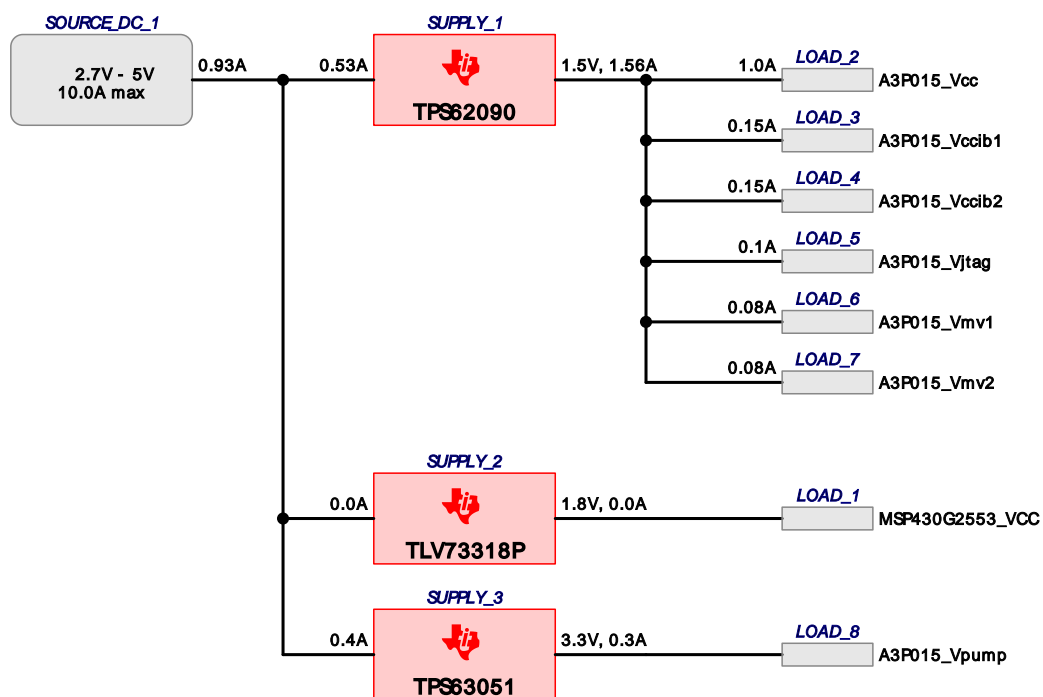 SOURCE_DC_1
2.7V - 5V
10.0A max
0.93A
0.53A
SUPPLY_1
TPS62090
1.5V, 1.56A
1.0A
LOAD_2
A3P015_Vcc
0.15A
LOAD_3
A3P015_Vccib1
0.15A
LOAD_4
A3P015_Vccib2
0.1A
LOAD_5
A3P015_Vjtag
0.08A
LOAD_6
A3P015_Vmv1
0.08A
LOAD_7
A3P015_Vmv2
0.0A
SUPPLY_2
TLV73318P
1.8V, 0.0A
LOAD_1
MSP430G2553_VCC
0.4A
SUPPLY_3
TPS63051
3.3V, 0.3A
LOAD_8
A3P015_Vpump